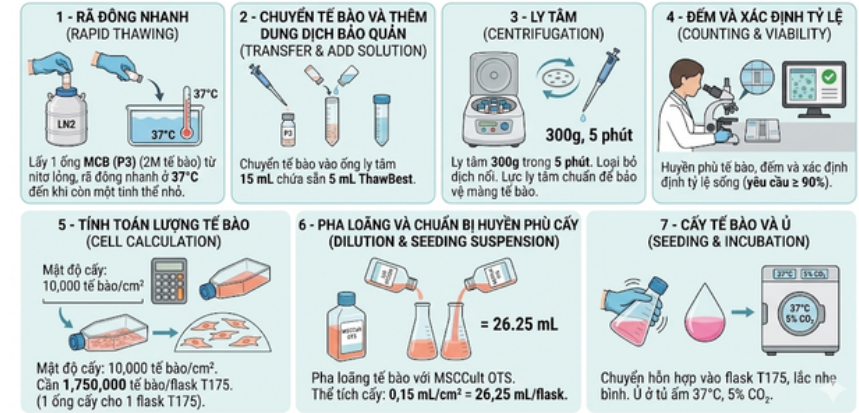 1 - RÃ ĐÔNG NHANH
(RAPID THAWING)
LN2
37°C
37°C
Lấy 1 ống MCB (P3) (2M tế bào) từ
nitơ lỏng, rã đông nhanh ở 37°C
đến khi còn một tinh thể nhỏ.
2 - CHUYỂN TẾ BÀO VÀ THÊM
DUNG DỊCH BẢO QUẢN
(TRANSFER & ADD SOLUTION)
P3
Chuyển tế bào vào ống ly tâm
15 mL chứa sẵn 5 mL ThawBest.
3 - LY TÂM
(CENTRIFUGATION)
300g, 5 phút
Ly tâm 300g trong 5 phút. Loại bỏ
dịch nổi. Lực ly tâm chuẩn để bảo
vệ màng tế bào.
4 - ĐẾM VÀ XÁC ĐỊNH TỶ LỆ
(COUNTING & VIABILITY)
Huyền phù tế bào, đếm và xác định
định tỷ lệ sống (yêu cầu ≥ 90%).
5 - TÍNH TOÁN LƯỢNG TẾ BÀO
(CELL CALCULATION)
Mật độ cấy:
10,000 tế bào/cm²
Mật độ cấy: 10,000 tế bào/cm².
Cần 1,750,000 tế bào/flask T175.
(1 ống cấy cho 1 flask T175).
6 - PHA LOÃNG VÀ CHUẨN BỊ HUYỀN PHÙ CẤY
(DILUTION & SEEDING SUSPENSION)
MSCCult
OTS
= 26.25 mL
Pha loãng tế bào với MSCCult OTS.
Thể tích cấy: 0,15 mL/cm² = 26,25 mL/flask.
7 - CẤY TẾ BÀO VÀ Ủ
(SEEDING & INCUBATION)
37°C 5% CO₂
37°C
5% CO₂
Chuyển hỗn hợp vào flask T175, lắc nhẹ
bình. Ủ ở tủ ấm 37°C, 5% CO₂.